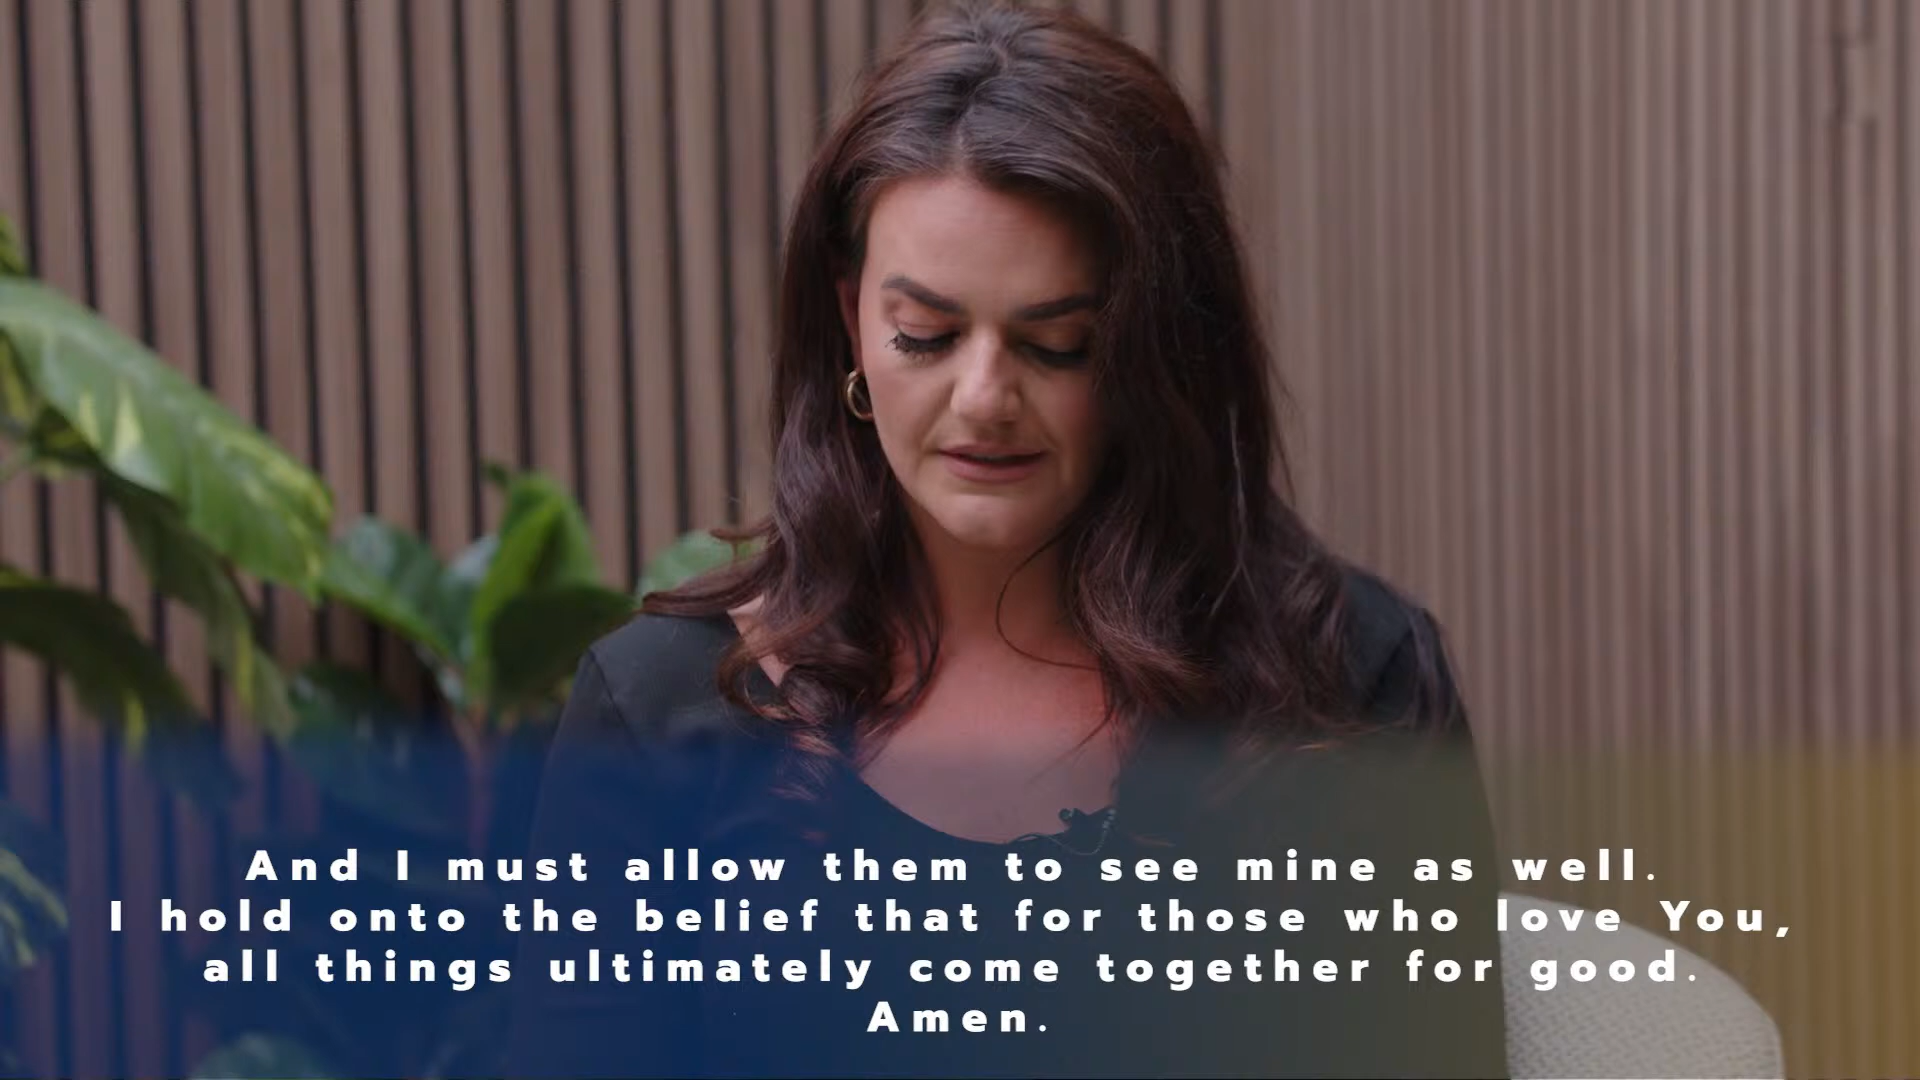 And I must allow them to see mine as well.
I hold onto the belief that for those who love You,
all things ultimately come together for good.
Amen.